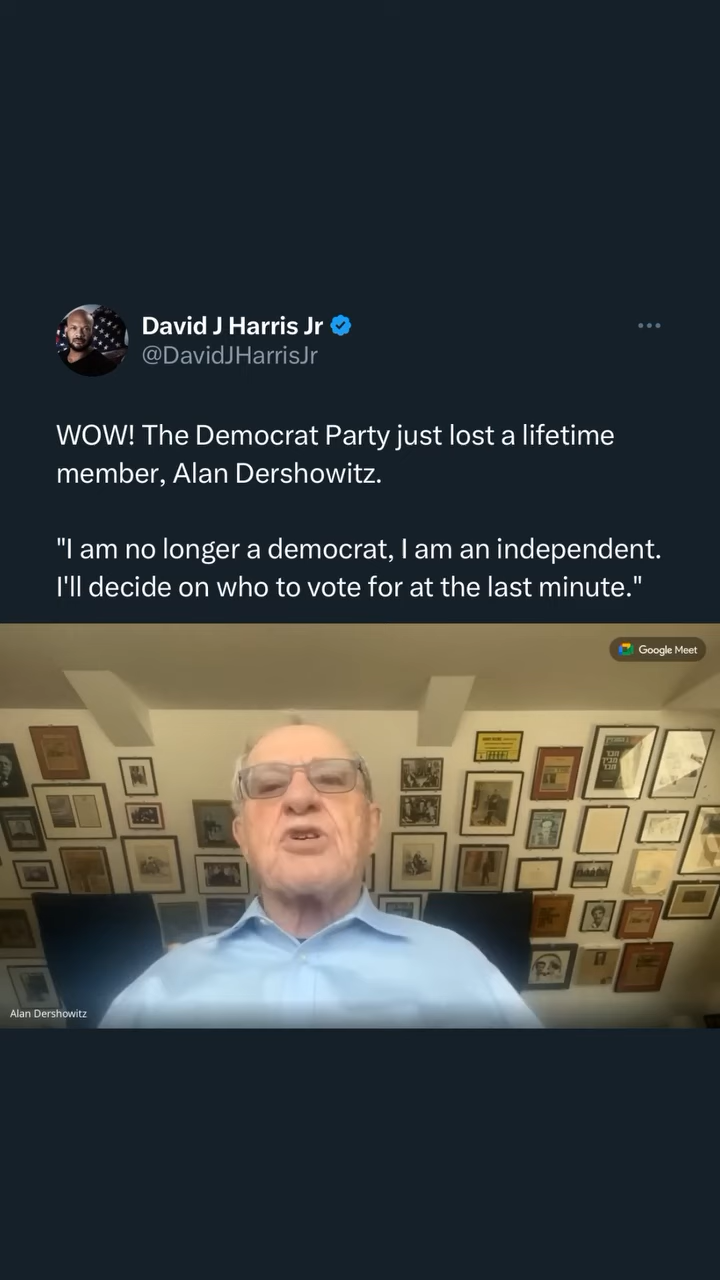 David J Harris Jr
@DavidJHarrisJr
WOW! The Democrat Party just lost a lifetime
member, Alan Dershowitz.
"I am no longer a democrat, I am an independent.
I'll decide on who to vote for at the last minute."
Google Meet
Alan Dershowitz